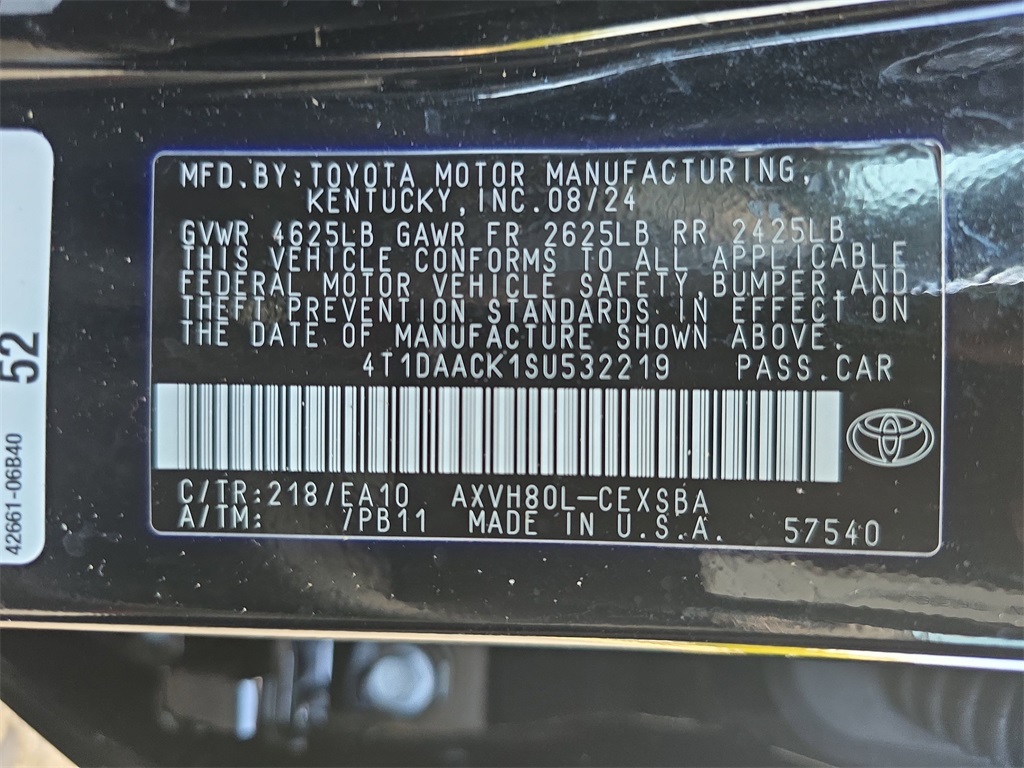 MFD.BY:TOYOTA MOTOR MANUFACTURING,
KENTUCKY,INC.08/24
GVWR 4625LB GAWR FR 2625LB RR 2425LB
THIS VEHICLE CONFORMS TO ALL APPLICABLE
FEDERAL MOTOR VEHICLE SAFETY,BUMPER,AND
THEFT PREVENTION STANDARDS IN EFFECT ON
THE DATE OF MANUFACTURE SHOWN ABOVE.
4T1DAACK1SU532219 PASS.CAR
C/TR:218/EA10 AXVH80L-CEXSBA
A/TM: 7PB11 MADE IN U.S.A. 57540
52
42661-06B40